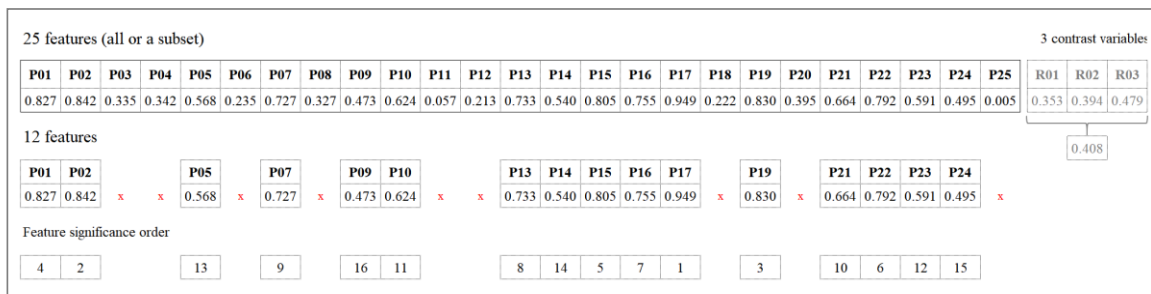 25 features (all or a subset) 3 contrast variables
P01 P02 P03 P04 P05 P06 P07 P08 P09 P10 P11 P12 P13 P14 P15 P16 P17 P18 P19 P20 P21 P22 P23 P24 P25 R01 R02 R03
0.827 0.842 0.335 0.342 0.568 0.235 0.727 0.327 0.473 0.624 0.057 0.213 0.733 0.540 0.805 0.755 0.949 0.222 0.830 0.395 0.664 0.792 0.591 0.495 0.005 0.353 0.394 0.479
12 features
0.408
P01 P02 P05 P07 P09 P10 P13 P14 P15 P16 P17 P19 P21 P22 P23 P24
0.827 0.842 x x 0.568 x 0.727 x 0.473 0.624 x x 0.733 0.540 0.805 0.755 0.949 x 0.830 x 0.664 0.792 0.591 0.495 x
Feature significance order
4 2 13 9 16 11 8 14 5 7 1 3 10 6 12 15